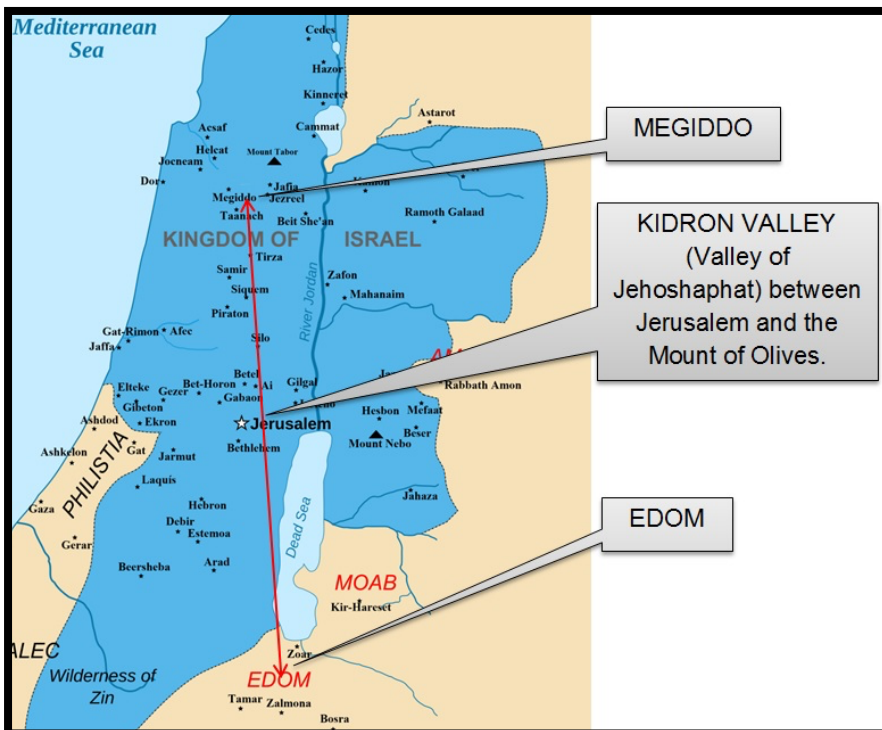 Mediterranean
Sea
Cedes
Hazor
Kinneret
Astarot
Acsaf
Cammat
MEGIDDO
Helcat
Mount Tabor
Jocneam
Dor
Jafia
Megiddo
Jezreel
Taanach
Beit She'an
Ramoth Galaad
KINGDOM OF
ISRAEL
KIDRON VALLEY
(Valley of
Jehoshaphat) between
Jerusalem and the
Mount of Olives.
Tirza
Samir
Zafon
Siquem
Mahanaim
Piraton
River Jordan
Gat-Rimon
Afec
Jaffa
Silo
Betel
Ai
Rabbath Amon
Elteke
Gezer
Bet-Horon
Gilgal
Gibeton
Gabaon
Hesbon
Mefaat
Ashdod
Ekron
Jerusalem
Beser
Mount Nebo
Gat
Bethlehem
Ashkelon
Jarmut
PHILISTIA
Laquís
Jahaza
Gaza
Hebron
EDOM
Debir
Estemoa
Dead Sea
Gerar
Beersheba
Arad
MOAB
Kir-Hareset
ALEC
Wilderness of
Zin
Zoar
EDOM
Tamar
Zalmona
Bosra